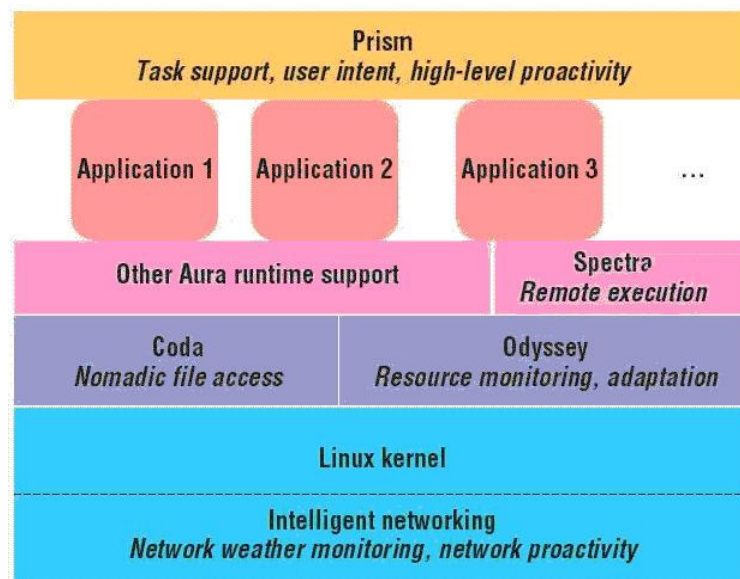 Prism
Task support, user intent, high-level proactivity
Application 1
Application 2
Application 3
...
Other Aura runtime support
Spectra
Remote execution
Coda
Nomadic file access
Odyssey
Resource monitoring, adaptation
Linux kernel
Intelligent networking
Network weather monitoring, network proactivity